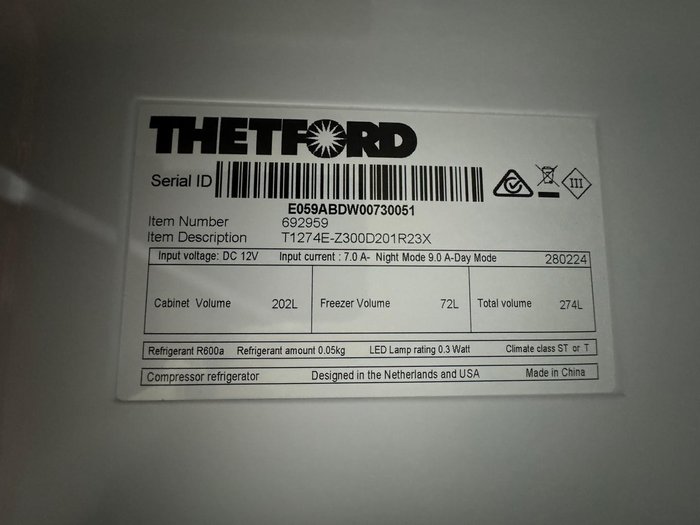 THETFORD
Serial ID
E059ABDW00730051
Item Number 692959
Item Description T1274E-Z300D201R23X
Input voltage: DC 12V Input current : 7.0 A- Night Mode 9.0 A-Day Mode 280224
Cabinet Volume 202L Freezer Volume 72L Total volume 274L
Refrigerant R600a Refrigerant amount 0.05kg LED Lamp rating 0.3 Watt Climate class ST or T
Compressor refrigerator Designed in the Netherlands and USA Made in China
III